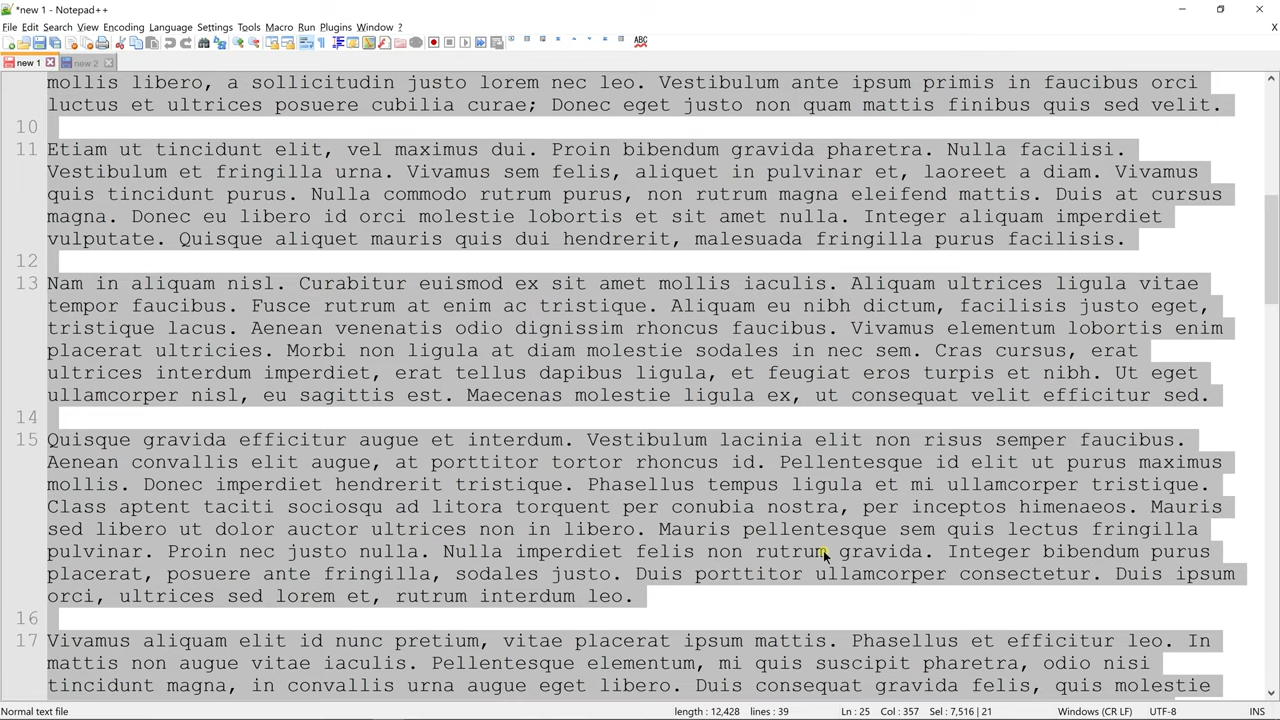 *new 1 - Notepad++
File Edit Search View Encoding Language Settings Tools Macro Run Plugins Window ?
X
ABC
new 1
new 2
mollis libero, a sollicitudin justo lorem nec leo. Vestibulum ante ipsum primis in faucibus orci
luctus et ultrices posuere cubilia curae; Donec eget justo non quam mattis finibus quis sed velit.
10
11 Etiam ut tincidunt elit, vel maximus dui. Proin bibendum gravida pharetra. Nulla facilisi.
Vestibulum et fringilla urna. Vivamus sem felis, aliquet in pulvinar et, laoreet a diam. Vivamus
quis tincidunt purus. Nulla commodo rutrum purus, non rutrum magna eleifend mattis. Duis at cursus
magna. Donec eu libero id orci molestie lobortis et sit amet nulla. Integer aliquam imperdiet
vulputate. Quisque aliquet mauris quis dui hendrerit, malesuada fringilla purus facilisis.
12
13 Nam in aliquam nisl. Curabitur euismod ex sit amet mollis iaculis. Aliquam ultrices ligula vitae
tempor faucibus. Fusce rutrum at enim ac tristique. Aliquam eu nibh dictum, facilisis justo eget,
tristique lacus. Aenean venenatis odio dignissim rhoncus faucibus. Vivamus elementum lobortis enim
placerat ultricies. Morbi non ligula at diam molestie sodales in nec sem. Cras cursus, erat
ultrices interdum imperdiet, erat tellus dapibus ligula, et feugiat eros turpis et nibh. Ut eget
ullamcorper nisl, eu sagittis est. Maecenas molestie ligula ex, ut consequat velit efficitur sed.
14
15 Quisque gravida efficitur augue et interdum. Vestibulum lacinia elit non risus semper faucibus.
Aenean convallis elit augue, at porttitor tortor rhoncus id. Pellentesque id elit ut purus maximus
mollis. Donec imperdiet hendrerit tristique. Phasellus tempus ligula et mi ullamcorper tristique.
Class aptent taciti sociosqu ad litora torquent per conubia nostra, per inceptos himenaeos. Mauris
sed libero ut dolor auctor ultrices non in libero. Mauris pellentesque sem quis lectus fringilla
pulvinar. Proin nec justo nulla. Nulla imperdiet felis non rutrum gravida. Integer bibendum purus
placerat, posuere ante fringilla, sodales justo. Duis porttitor ullamcorper consectetur. Duis ipsum
orci, ultrices sed lorem et, rutrum interdum leo.
16
17 Vivamus aliquam elit id nunc pretium, vitae placerat ipsum mattis. Phasellus et efficitur leo. In
mattis non augue vitae iaculis. Pellentesque elementum, mi quis suscipit pharetra, odio nisi
tincidunt magna, in convallis urna augue eget libero. Duis consequat gravida felis, quis molestie
Normal text file length : 12,428 lines : 39 Ln : 25 Col : 357 Sel : 7,516 | 21 Windows (CR LF) UTF-8 INS